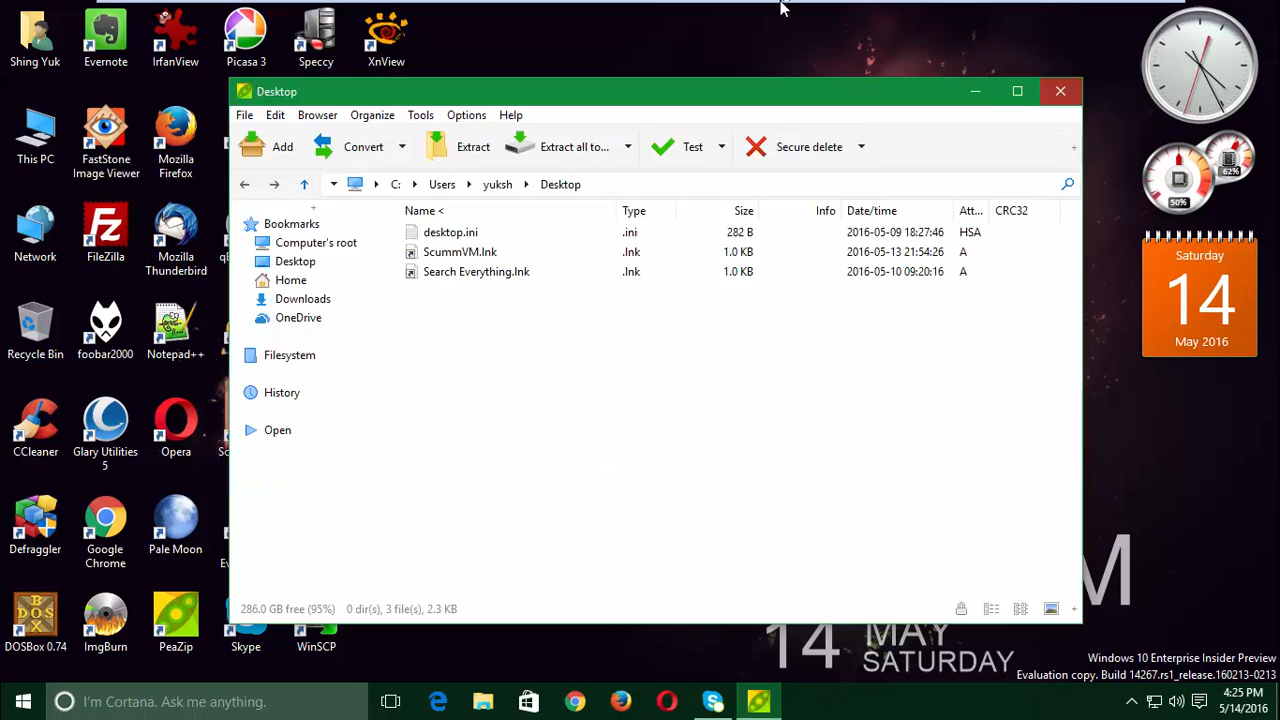 Shing Yuk
Evernote
IrfanView
Picasa 3
Speccy
XnView
This PC
FastStone
Image Viewer
Mozilla
Firefox
Network
FileZilla
Mozilla
Thunderbird
Recycle Bin
foobar2000
Notepad++
CCleaner
Glary Utilities
5
Opera
Defraggler
Google
Chrome
Pale Moon
DOSBox 0.74
ImgBurn
PeaZip
Skype
WinSCP
Desktop
File Edit Browser Organize Tools Options Help
Add Convert Extract Extract all to... Test Secure delete
C: Users yuksh Desktop
Bookmarks
Computer's root
Desktop
Home
Downloads
OneDrive
Filesystem
History
Open
Name < Type Size Info Date/time Att... CRC32
desktop.ini .ini 282 B 2016-05-09 18:27:46 HSA
ScummVM.lnk .lnk 1.0 KB 2016-05-13 21:54:26 A
Search Everything.lnk .lnk 1.0 KB 2016-05-10 09:20:16 A
286.0 GB free (95%) 0 dir(s), 3 file(s), 2.3 KB
62%
50%
Saturday
14
May 2016
M
14 MAY
SATURDAY
Windows 10 Enterprise Insider Preview
Evaluation copy. Build 14267.rs1_release.160213-0213
I'm Cortana. Ask me anything.
4:25 PM
5/14/2016